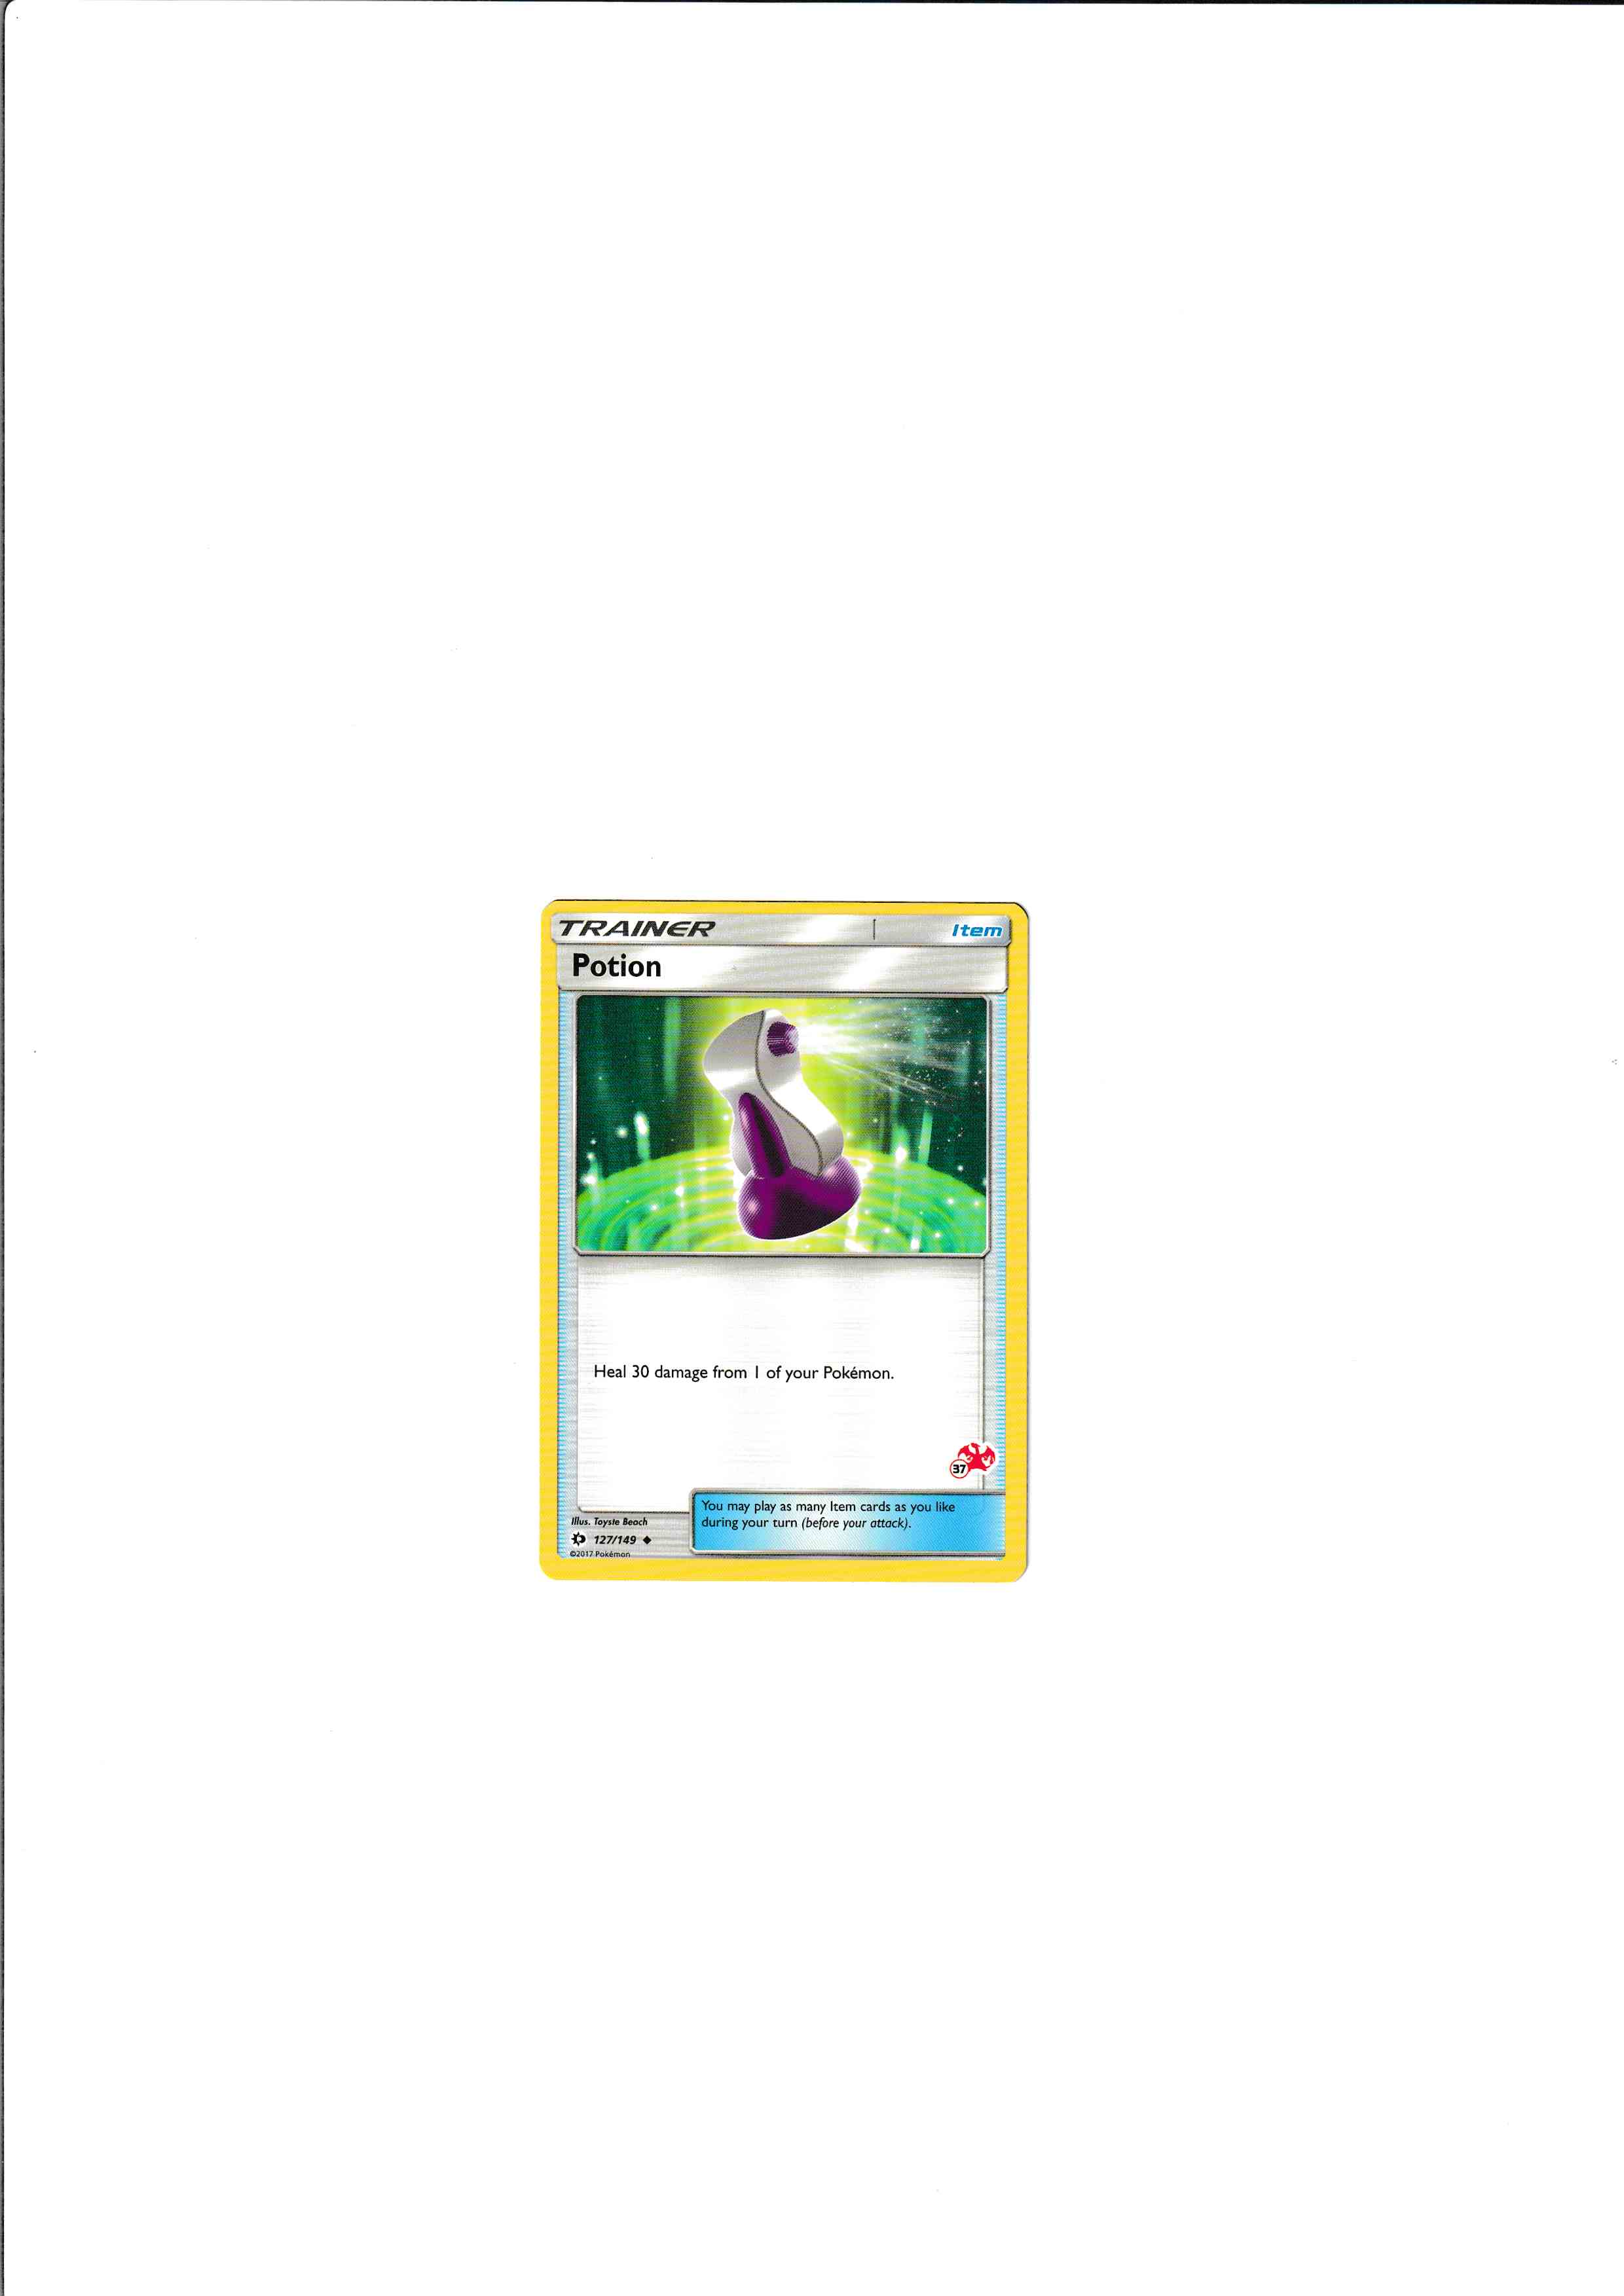 TRAINER
Item
Potion
Heal 30 damage from 1 of your Pokémon.
37
You may play as many Item cards as you like
during your turn (before your attack).
Illus. Toyste Beach
127/149
©2017 Pokémon